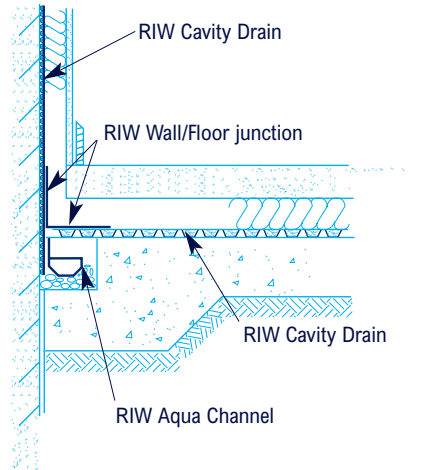 RIW Cavity Drain
RIW Wall/Floor junction
RIW Cavity Drain
RIW Aqua Channel